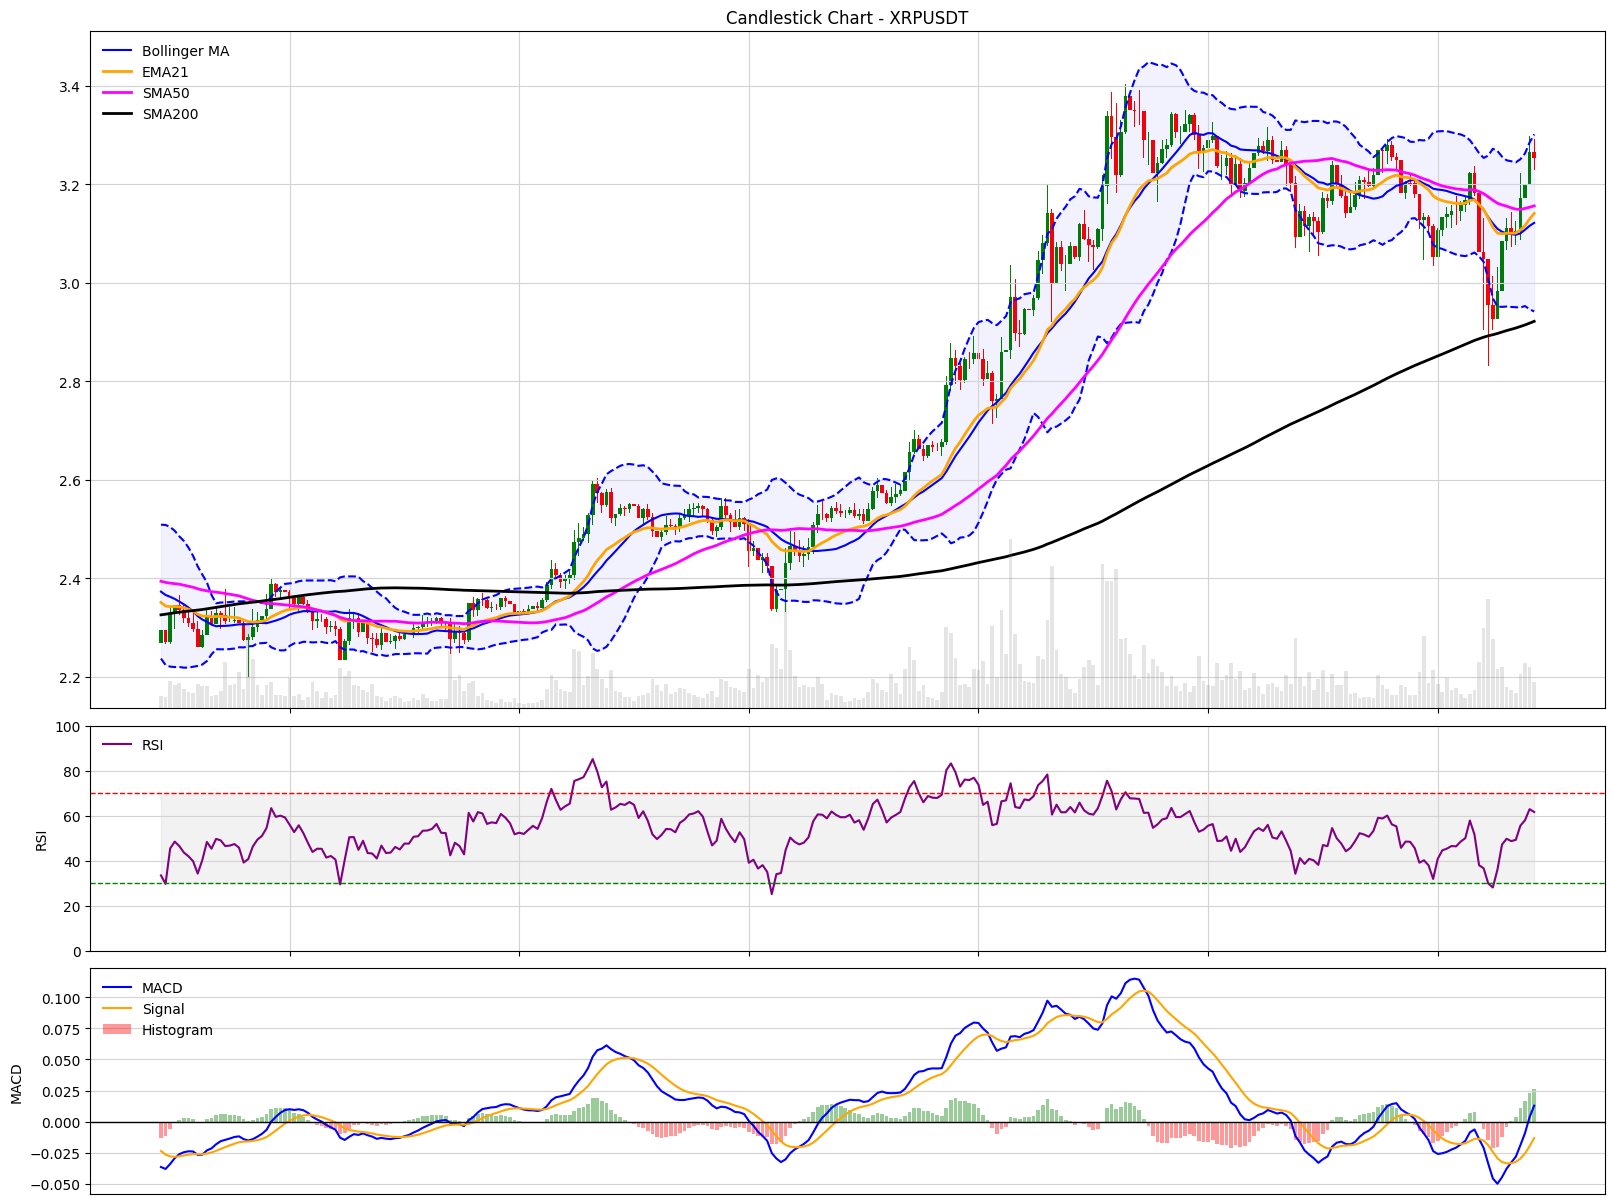 Candlestick Chart - XRPUSDT
Bollinger MA
EMA21
SMA50
SMA200
3.4
3.2
3.0
2.8
2.6
2.4
2.2
RSI
100
80
60
40
20
0
RSI
MACD
Signal
Histogram
0.100
0.075
0.050
0.025
0.000
−0.025
−0.050
MACD